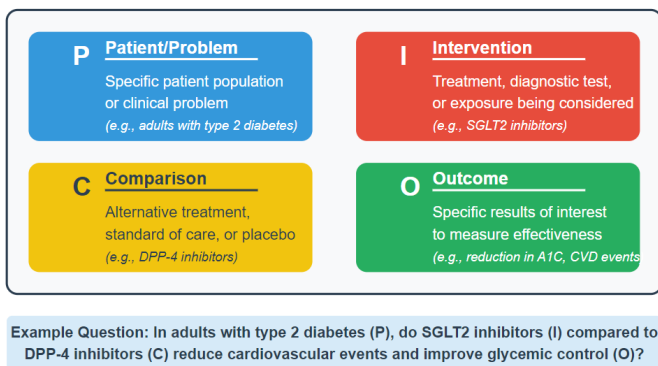 P
Patient/Problem
Specific patient population
or clinical problem
(e.g., adults with type 2 diabetes)
I
Intervention
Treatment, diagnostic test,
or exposure being considered
(e.g., SGLT2 inhibitors)
C
Comparison
Alternative treatment,
standard of care, or placebo
(e.g., DPP-4 inhibitors)
O
Outcome
Specific results of interest
to measure effectiveness
(e.g., reduction in A1C, CVD events
Example Question: In adults with type 2 diabetes (P), do SGLT2 inhibitors (I) compared to
DPP-4 inhibitors (C) reduce cardiovascular events and improve glycemic control (O)?